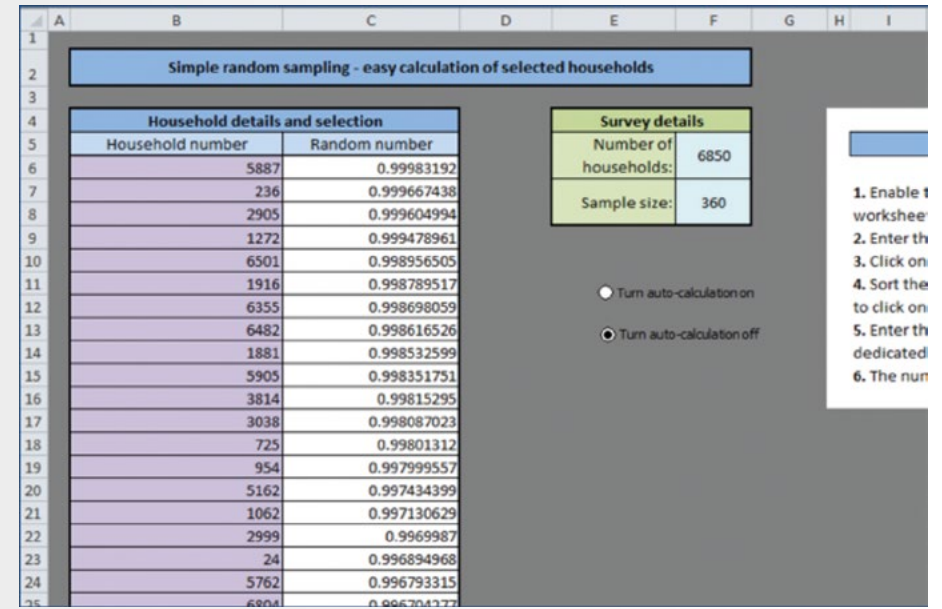 A B C D E F G H I
1
2 Simple random sampling - easy calculation of selected households
3
4 Household details and selection Survey details
5 Household number Random number Number of
6 5887 0.99983192 households: 6850
7 236 0.999667438
8 2905 0.999604994 Sample size: 360
9 1272 0.999478961
10 6501 0.998956505
11 1916 0.998789517 Turn auto-calculation on
12 6355 0.998698059
13 6482 0.998616526 Turn auto-calculation off
14 1881 0.998532599
15 5905 0.998351751
16 3814 0.99815295
17 3038 0.998087023
18 725 0.99801312
19 954 0.997999557
20 5162 0.997434399
21 1062 0.997130629
22 2999 0.9969987
23 24 0.996894968
24 5762 0.996793315
25 6804 0.996704277
1. Enable t
workshee
2. Enter th
3. Click on
4. Sort the
to click on
5. Enter th
dedicated
6. The num